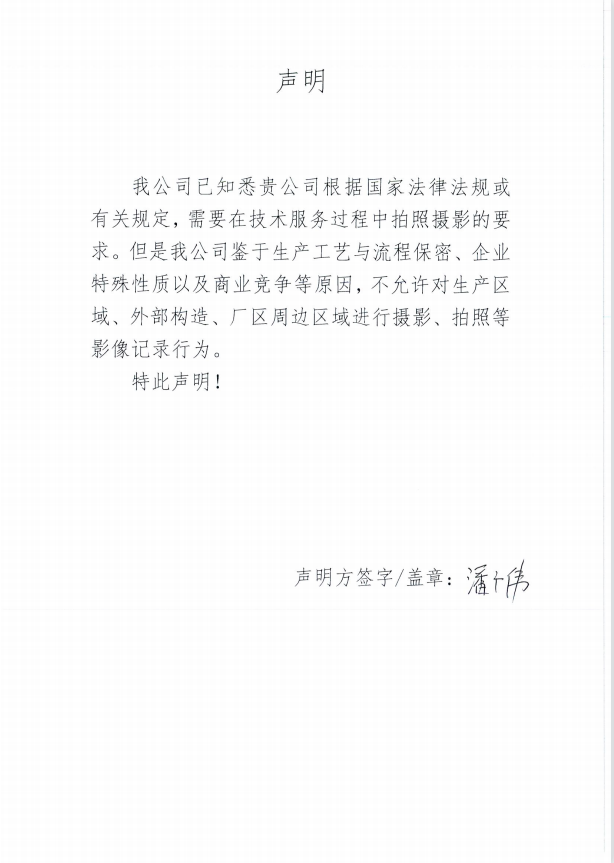 声明
我公司已知悉贵公司根据国家法律法规或
有关规定，需要在技术服务过程中拍照摄影的要
求。但是我公司鉴于生产工艺与流程保密、企业
特殊性质以及商业竞争等原因，不允许对生产区
域、外部构造、厂区周边区域进行摄影、拍照等
影像记录行为。
特此声明！
声明方签字/盖章：潘 伟